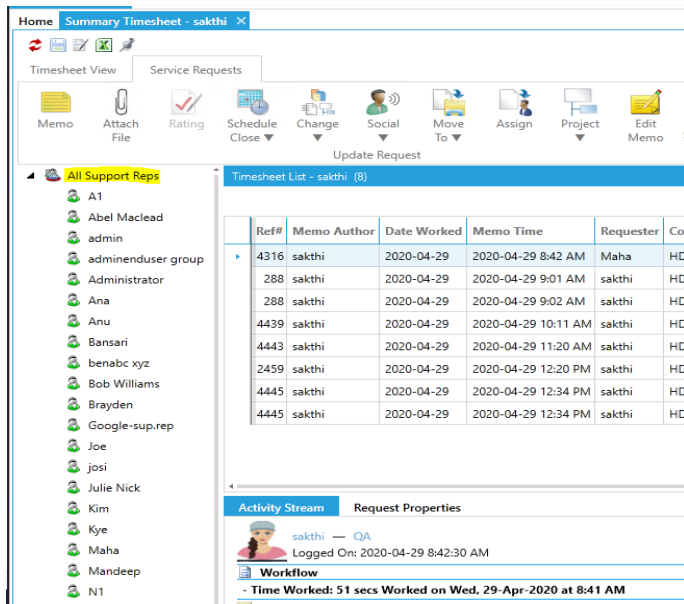 Home Summary Timesheet - sakthi ×
Timesheet View Service Requests
Memo Attach File Rating Schedule Close ▼ Change ▼ Social ▼ Move To ▼ Assign Project ▼ Edit Memo
Update Request
All Support Reps
A1
Abel Maclead
admin
adminenduser group
Administrator
Ana
Anu
Bansari
benabc xyz
Bob Williams
Brayden
Google-sup.rep
Joe
josi
Julie Nick
Kim
Kye
Maha
Mandeep
N1
Timesheet List - sakthi (8)
Ref# Memo Author Date Worked Memo Time Requester Co
4316 sakthi 2020-04-29 2020-04-29 8:42 AM Maha HD
288 sakthi 2020-04-29 2020-04-29 9:01 AM sakthi HD
288 sakthi 2020-04-29 2020-04-29 9:02 AM sakthi HD
4439 sakthi 2020-04-29 2020-04-29 10:11 AM sakthi HD
4443 sakthi 2020-04-29 2020-04-29 11:20 AM sakthi HD
2459 sakthi 2020-04-29 2020-04-29 12:20 PM sakthi HD
4445 sakthi 2020-04-29 2020-04-29 12:34 PM sakthi HD
4445 sakthi 2020-04-29 2020-04-29 12:34 PM sakthi HD
Activity Stream Request Properties
sakthi — QA
Logged On: 2020-04-29 8:42:30 AM
Workflow
- Time Worked: 51 secs Worked on Wed, 29-Apr-2020 at 8:41 AM